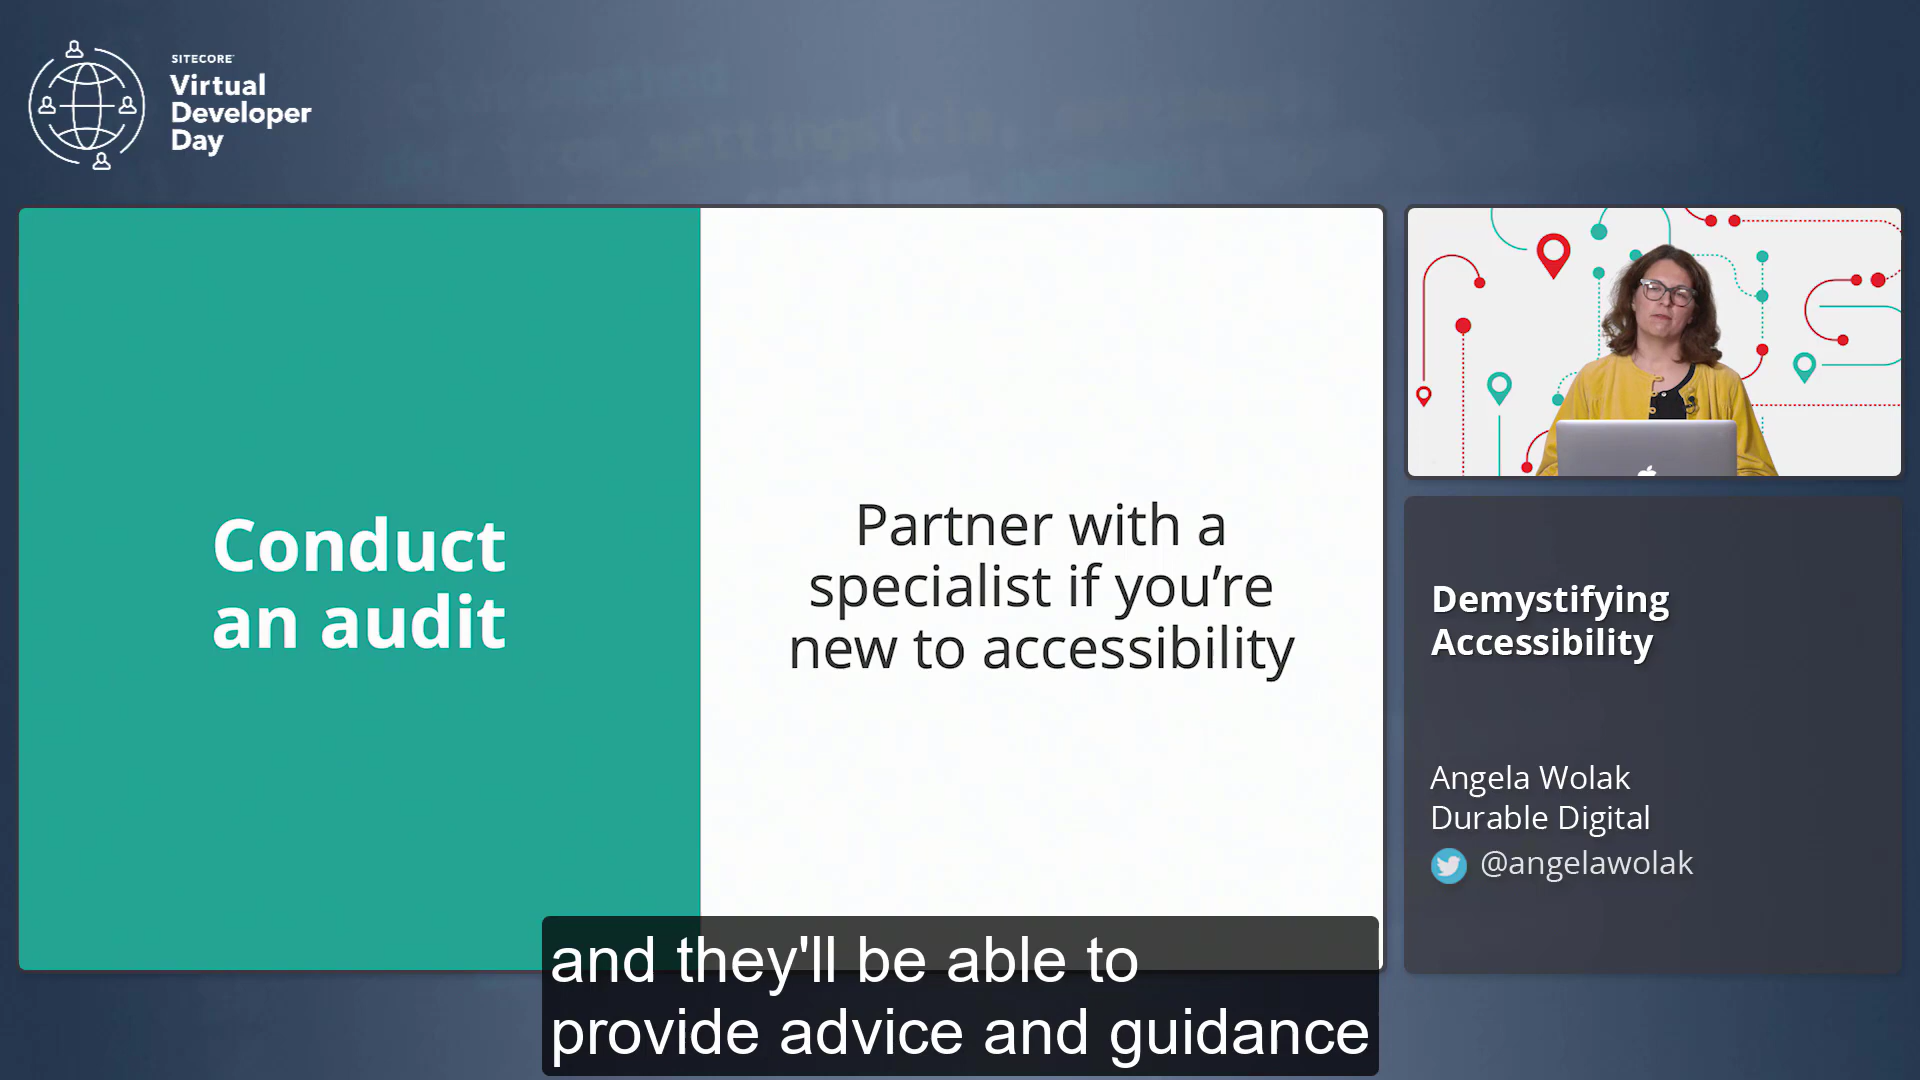 SITECORE
Virtual
Developer
Day
Conduct
an audit
Partner with a
specialist if you’re
new to accessibility
Demystifying
Accessibility
Angela Wolak
Durable Digital
@angelawolak
and they'll be able to
provide advice and guidance